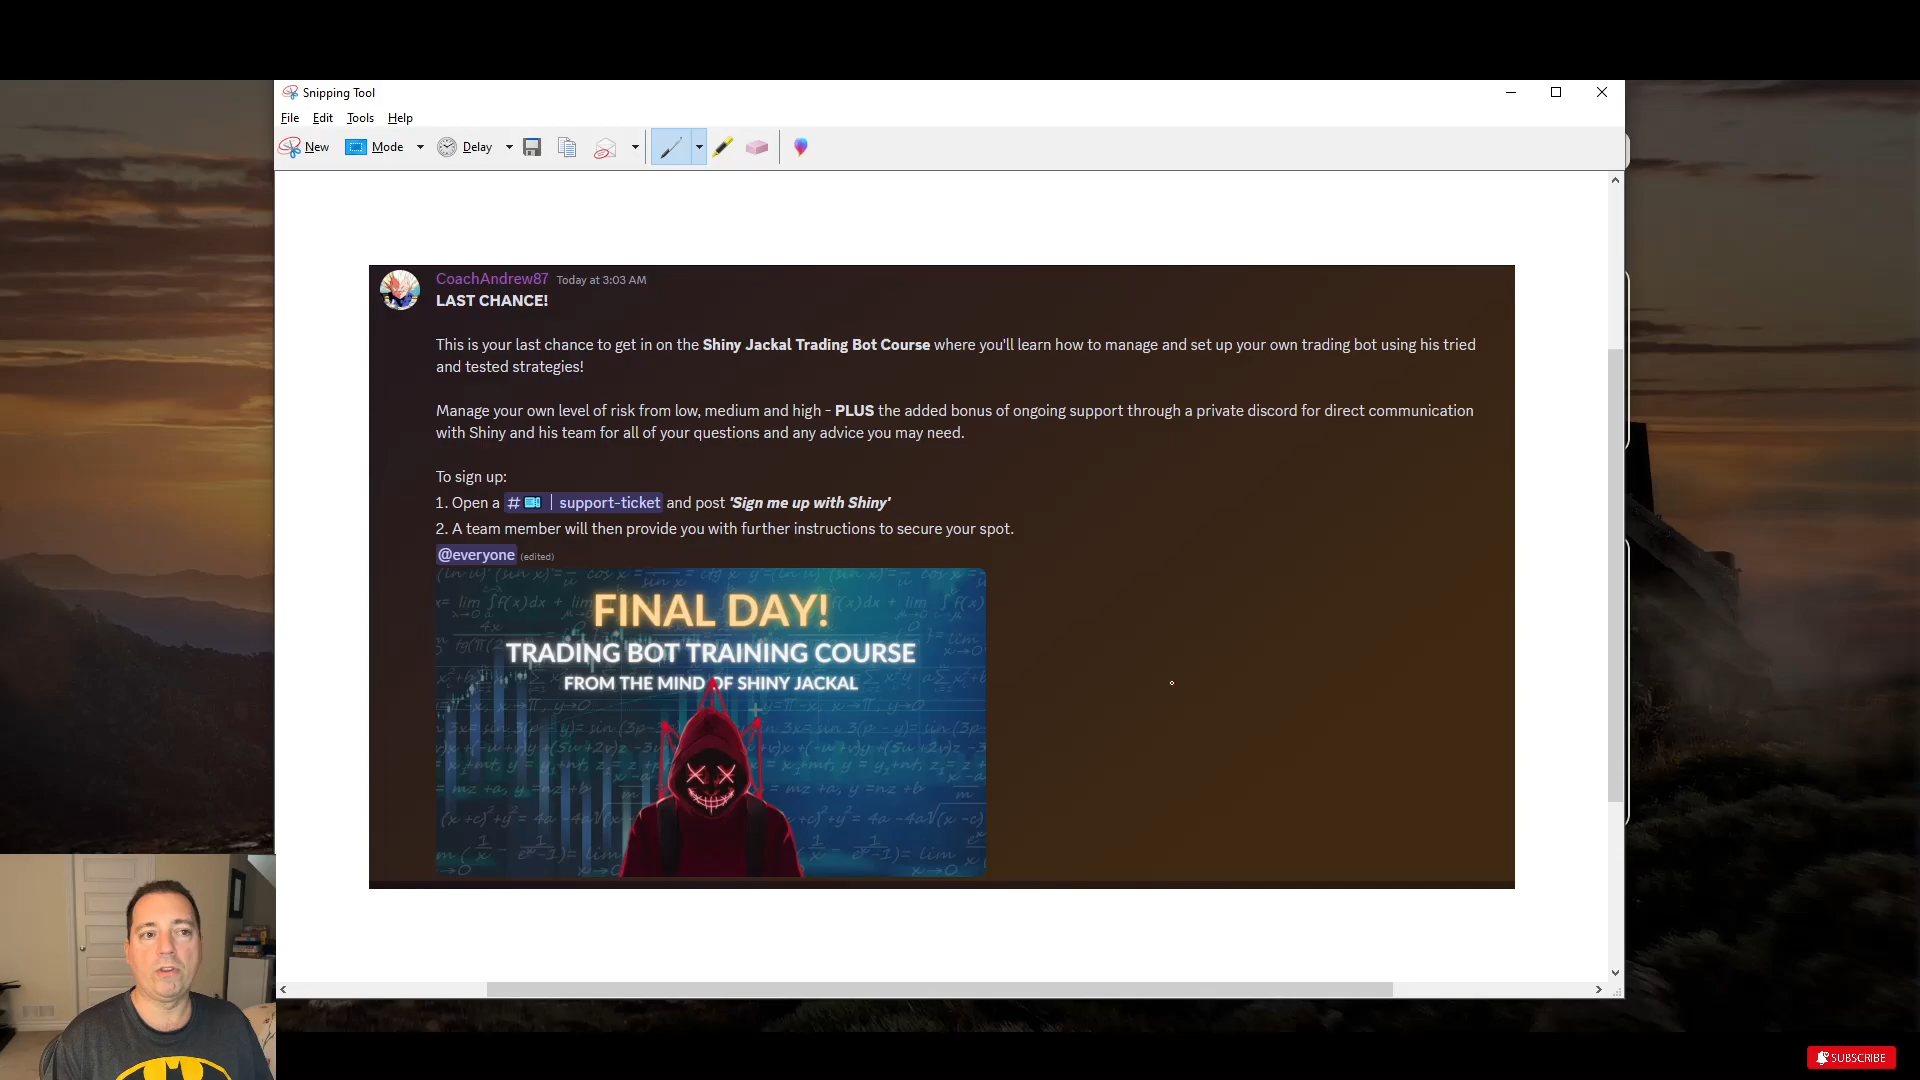 Snipping Tool
File Edit Tools Help
New Mode Delay
CoachAndrew87 Today at 3:03 AM
LAST CHANCE!
This is your last chance to get in on the Shiny Jackal Trading Bot Course where you'll learn how to manage and set up your own trading bot using his tried
and tested strategies!
Manage your own level of risk from low, medium and high - PLUS the added bonus of ongoing support through a private discord for direct communication
with Shiny and his team for all of your questions and any advice you may need.
To sign up:
1. Open a # | support-ticket and post 'Sign me up with Shiny'
2. A team member will then provide you with further instructions to secure your spot.
@everyone (edited)
FINAL DAY!
TRADING BOT TRAINING COURSE
FROM THE MIND OF SHINY JACKAL
SUBSCRIBE